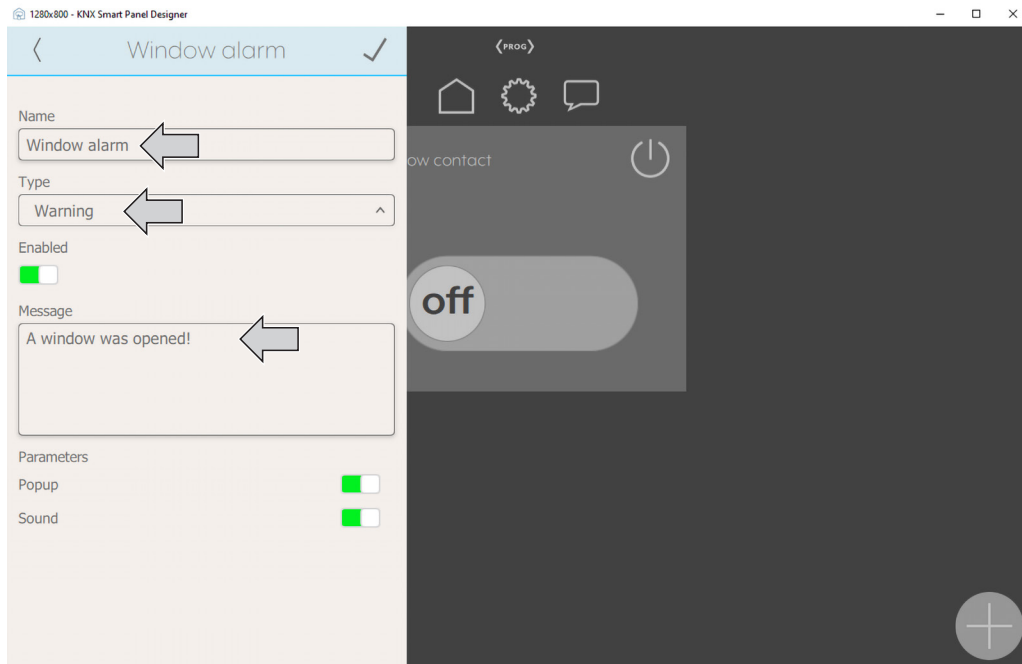 1280x800 - KNX Smart Panel Designer
Window alarm
PROG
Name
Window alarm
ow contact
Type
Warning
Enabled
off
Message
A window was opened!
Parameters
Popup
Sound